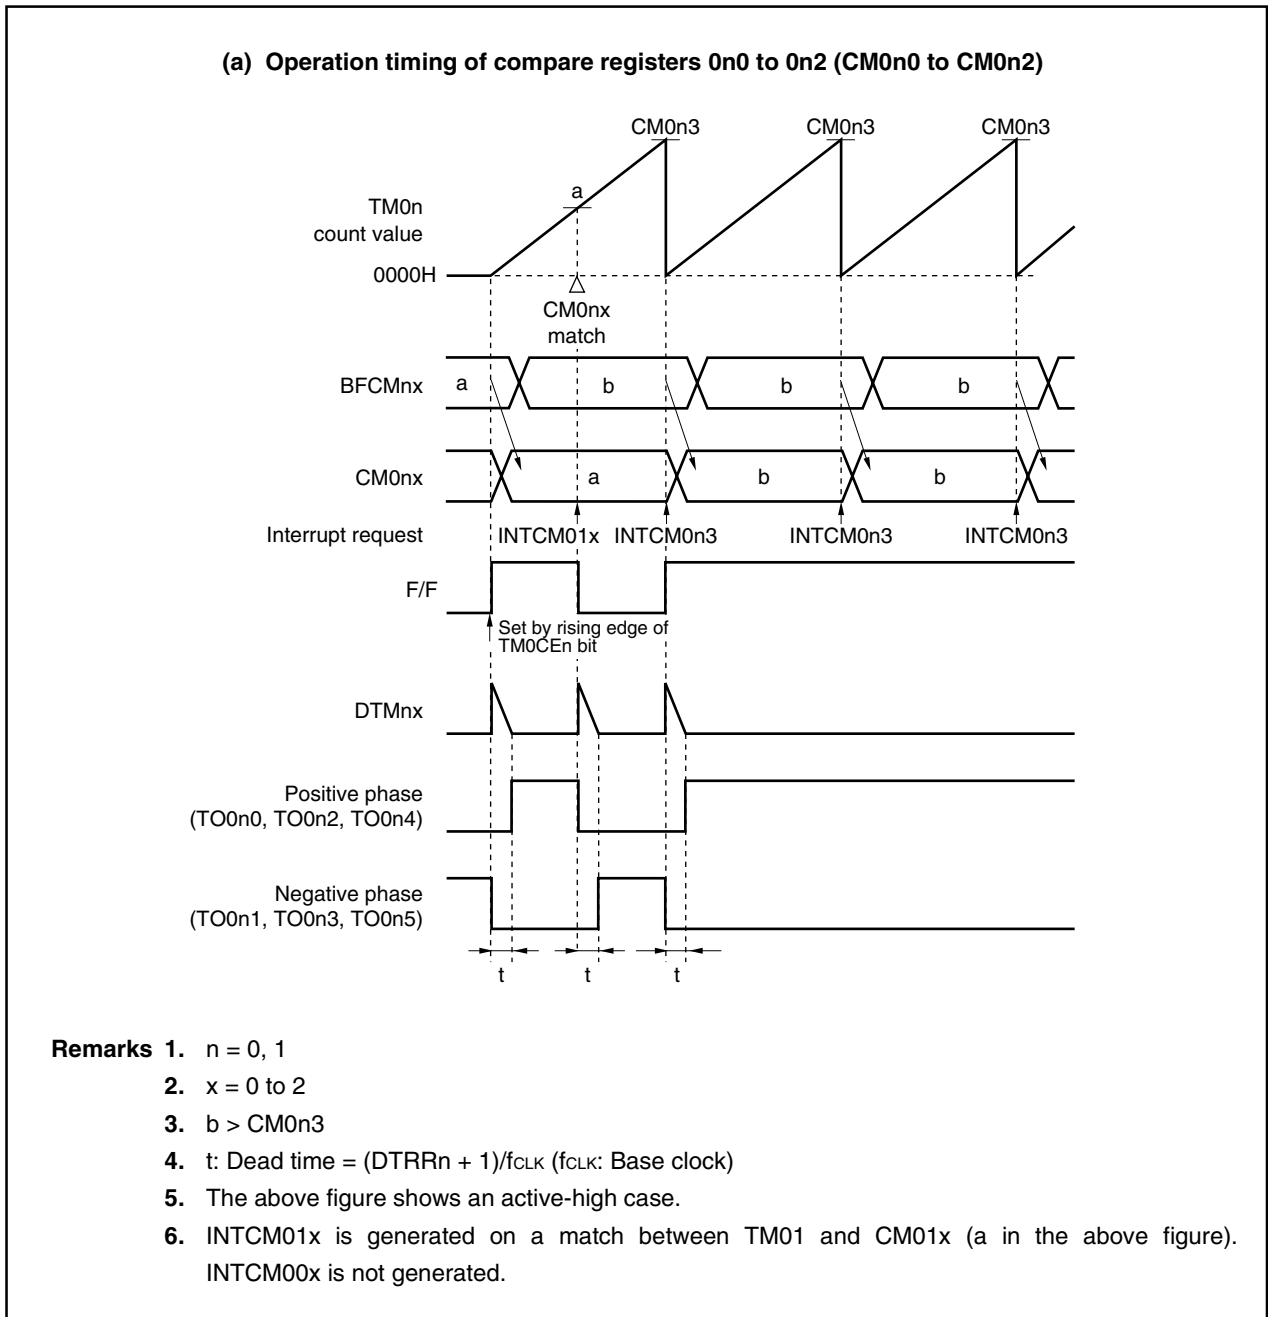 (a) Operation timing of compare registers 0n0 to 0n2 (CM0n0 to CM0n2)
CM0n3 CM0n3 CM0n3
a
TM0n
count value
0000H
CM0nx
match
BFCMnx a b b b
CM0nx a b b
Interrupt request INTCM01x INTCM0n3 INTCM0n3 INTCM0n3
F/F
Set by rising edge of
TM0CEn bit
DTMnx
Positive phase
(TO0n0, TO0n2, TO0n4)
Negative phase
(TO0n1, TO0n3, TO0n5)
t t t
Remarks 1. n = 0, 1
2. x = 0 to 2
3. b > CM0n3
4. t: Dead time = (DTRRn + 1)/fCLK (fCLK: Base clock)
5. The above figure shows an active-high case.
6. INTCM01x is generated on a match between TM01 and CM01x (a in the above figure).
INTCM00x is not generated.